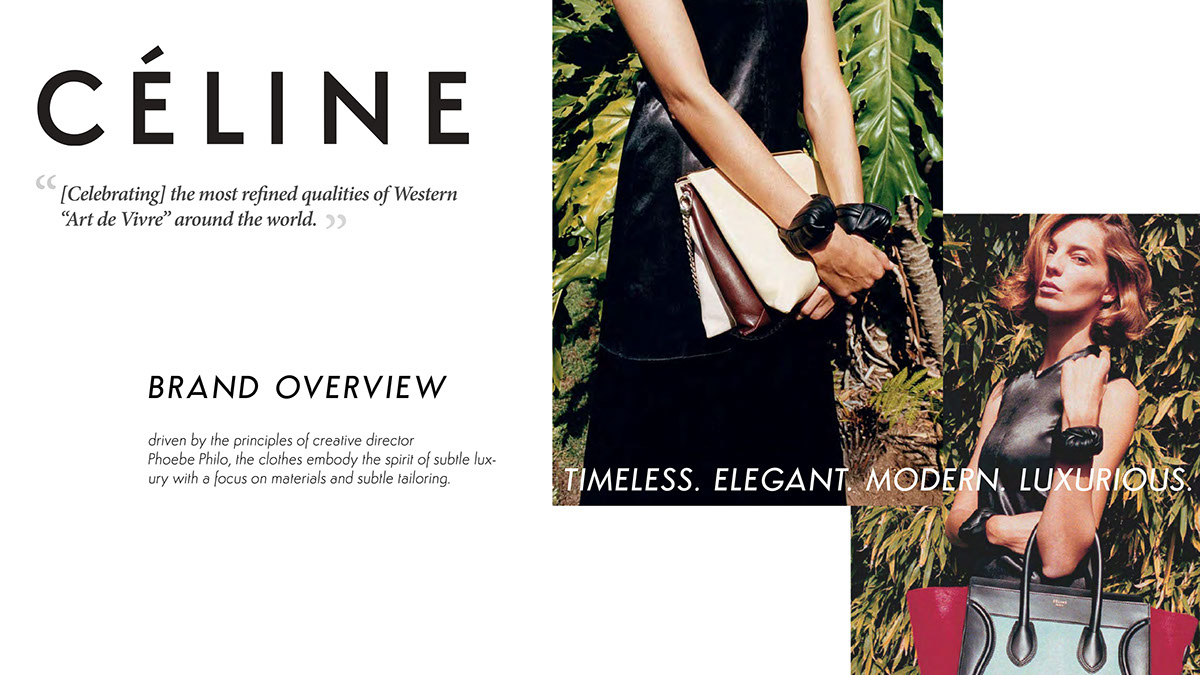 CÉLINE
“ [Celebrating] the most refined qualities of Western
“Art de Vivre” around the world. ”
BRAND OVERVIEW
driven by the principles of creative director
Phoebe Philo, the clothes embody the spirit of subtle lux-
ury with a focus on materials and subtle tailoring.
TIMELESS. ELEGANT. MODERN. LUXURIOUS.
CÉLINE
PARIS